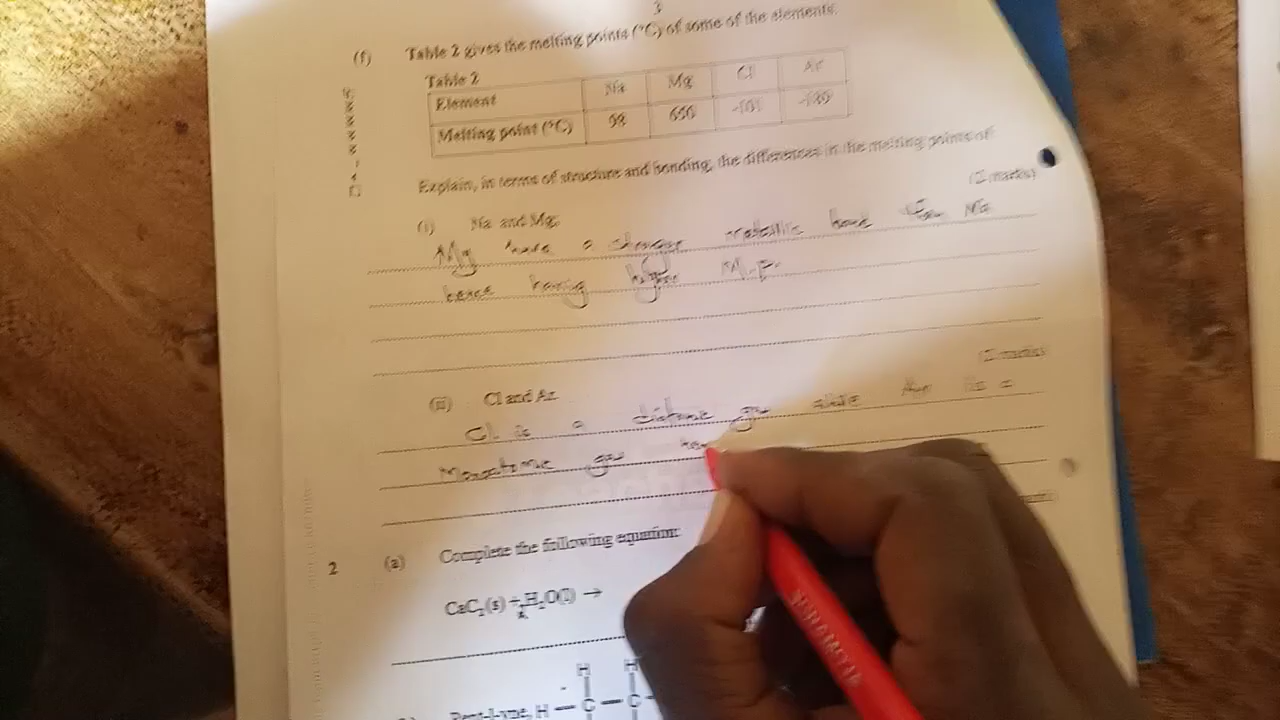 3
(f) Table 2 gives the melting points (°C) of some of the elements.
Table 2
Element Na Mg Cl Ar
Melting point (°C) 98 650 -101 -189
Explain, in terms of structure and bonding, the differences in the melting points of
(2 marks)
(i) Na and Mg.
Mg have a stronger metallic bond than Na
hence having higher M.P.
(2 marks)
(ii) Cl and Ar.
Cl is a diatomic gas while Ar is a
Monoatomic gas
2 (a) Complete the following equation:
CaC₂(s) + H₂O(l) →
Pent-1-yne, H — C — C
H H